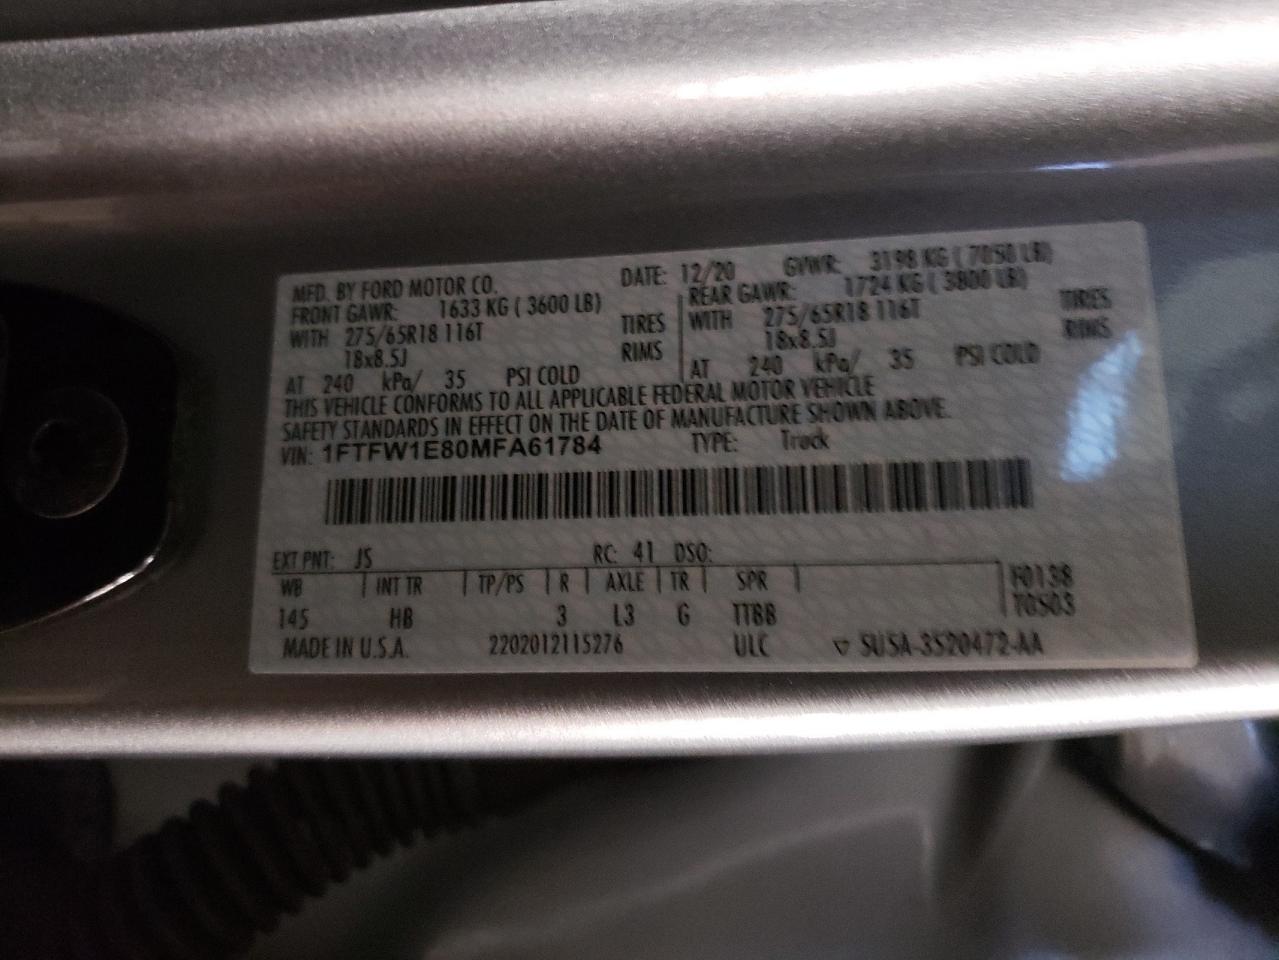 MFD. BY FORD MOTOR CO. DATE: 12/20 GVWR: 3198 KG ( 7050 LB)
FRONT GAWR: 1633 KG ( 3600 LB) REAR GAWR: 1724 KG ( 3800 LB)
WITH 275/65R18 116T TIRES WITH 275/65R18 116T TIRES
18x8.5J RIMS 18x8.5J RIMS
AT 240 kPa/ 35 PSI COLD AT 240 kPa/ 35 PSI COLD
THIS VEHICLE CONFORMS TO ALL APPLICABLE FEDERAL MOTOR VEHICLE
SAFETY STANDARDS IN EFFECT ON THE DATE OF MANUFACTURE SHOWN ABOVE.
VIN: 1FTFW1E80MFA61784 TYPE: Truck
EXT PNT: JS RC: 41 DSO:
WB INT TR TP/PS R AXLE TR SPR F0138
145 HB 3 L3 G TTBB T0503
MADE IN U.S.A. 2202012115276 ULC ▽ SU5A-3520472-AA